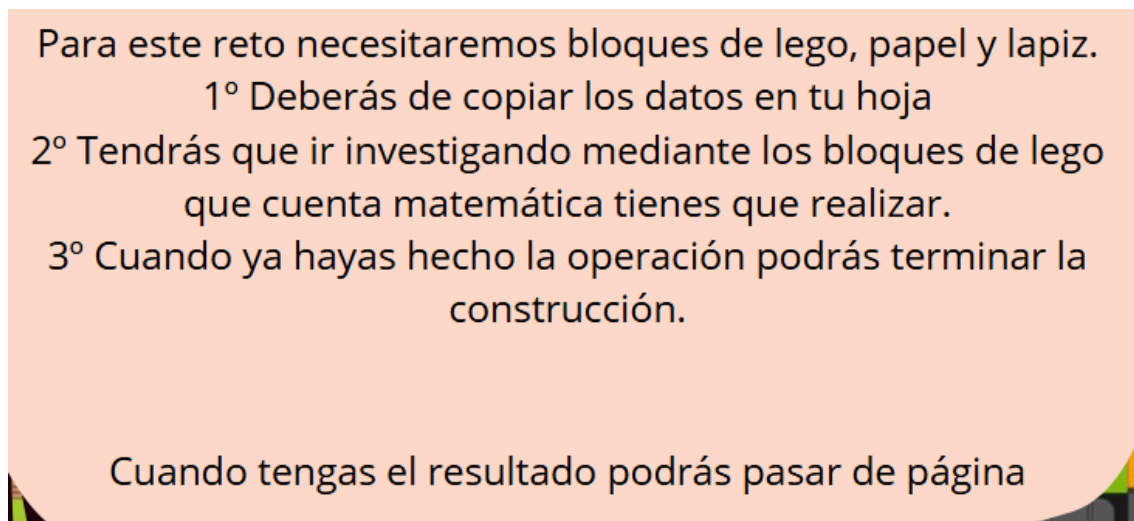 Para este reto necesitaremos bloques de lego, papel y lapiz.
1º Deberás de copiar los datos en tu hoja
2º Tendrás que ir investigando mediante los bloques de lego
que cuenta matemática tienes que realizar.
3º Cuando ya hayas hecho la operación podrás terminar la
construcción.
Cuando tengas el resultado podrás pasar de página